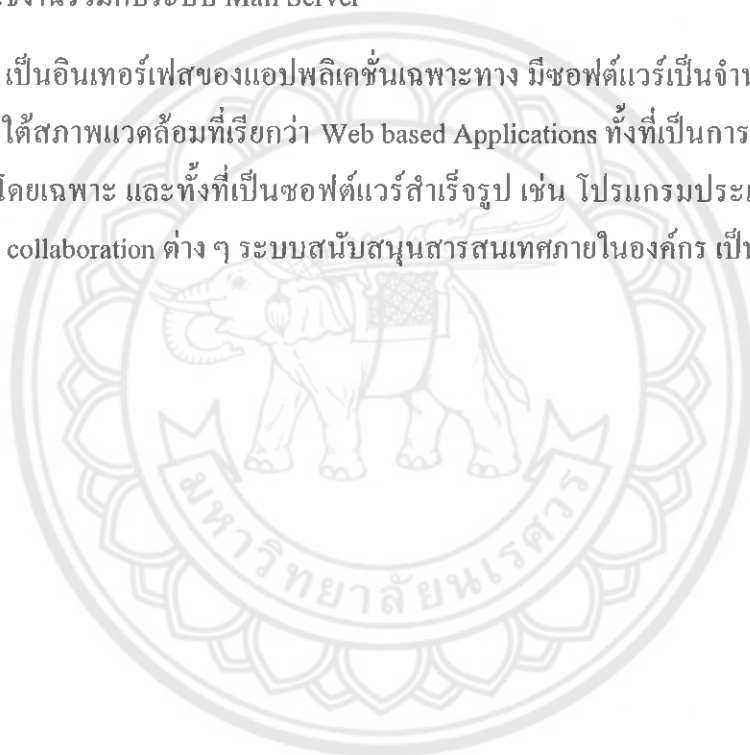 เป็นอินเทอร์เฟสของแอปพลิเคชั่นเฉพาะทาง มีซอฟต์แวร์เป็นจำน
ใต้สภาพแวดล้อมที่เรียกว่า Web based Applications ทั้งที่เป็นการ
โดยเฉพาะ และทั้งที่เป็นซอฟต์แวร์สำเร็จรูป เช่น โปรแกรมประเ
collaboration ต่าง ๆ ระบบสนับสนุนสารสนเทศภายในองค์กร เป็น
มหาวิทยาลัยนเรศวร